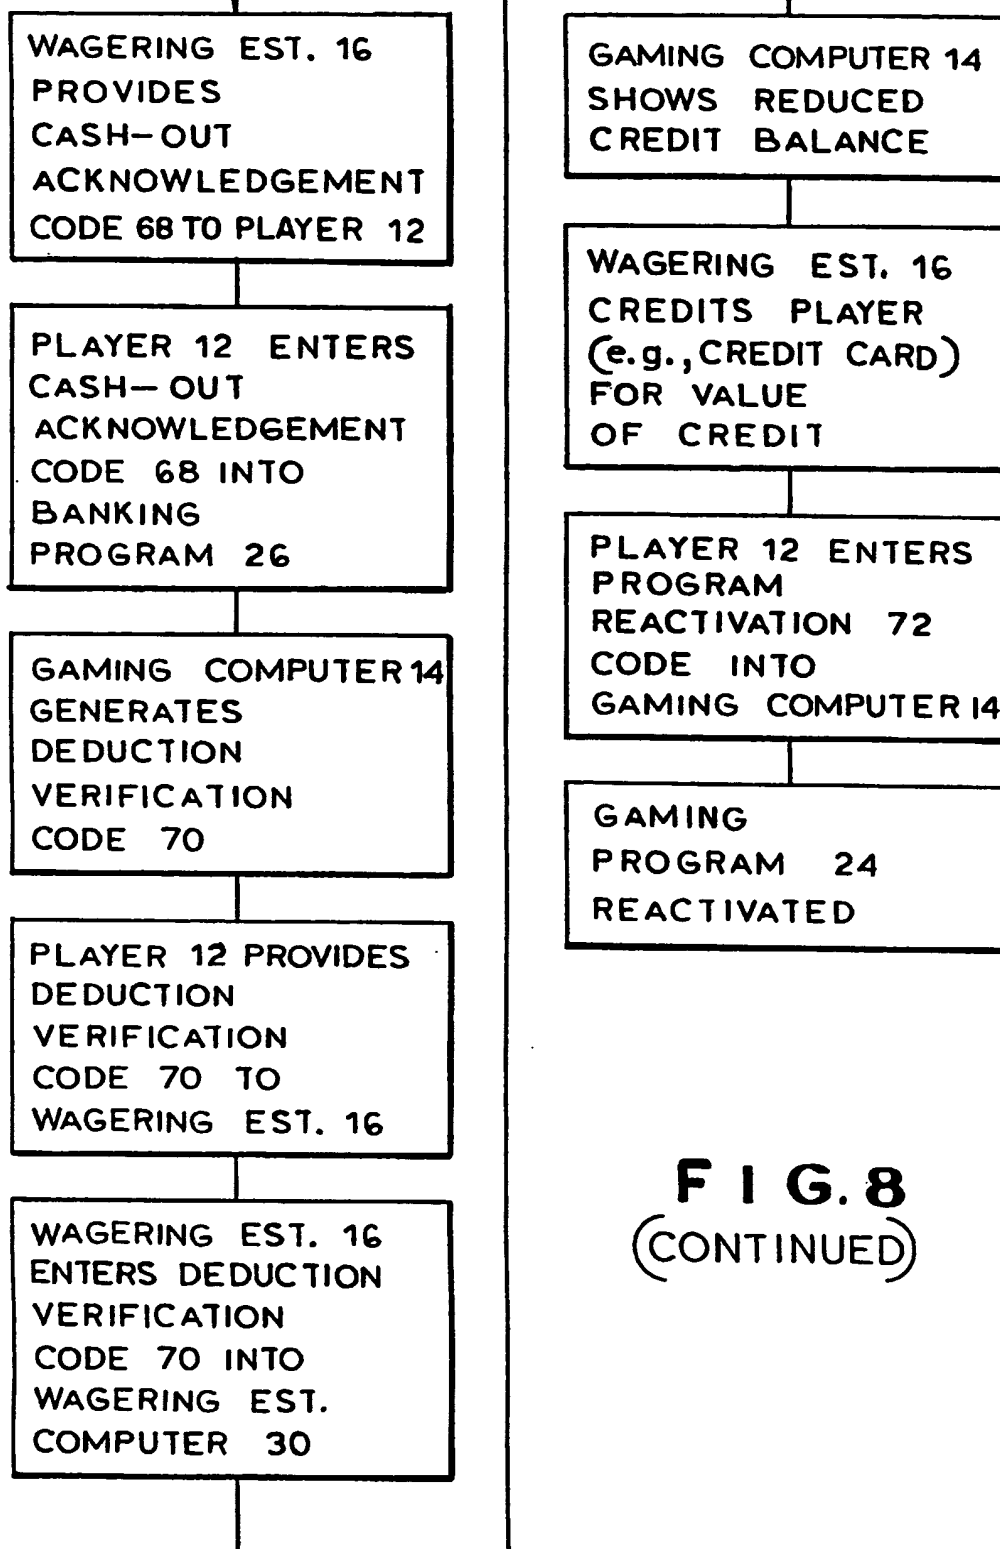 WAGERING EST. 16
PROVIDES
CASH-OUT
ACKNOWLEDGEMENT
CODE 68 TO PLAYER 12
PLAYER 12 ENTERS
CASH-OUT
ACKNOWLEDGEMENT
CODE 68 INTO
BANKING
PROGRAM 26
GAMING COMPUTER 14
GENERATES
DEDUCTION
VERIFICATION
CODE 70
PLAYER 12 PROVIDES
DEDUCTION
VERIFICATION
CODE 70 TO
WAGERING EST. 16
WAGERING EST. 16
ENTERS DEDUCTION
VERIFICATION
CODE 70 INTO
WAGERING EST.
COMPUTER 30
GAMING COMPUTER 14
SHOWS REDUCED
CREDIT BALANCE
WAGERING EST. 16
CREDITS PLAYER
(e.g., CREDIT CARD)
FOR VALUE
OF CREDIT
PLAYER 12 ENTERS
PROGRAM
REACTIVATION 72
CODE INTO
GAMING COMPUTER 14
GAMING
PROGRAM 24
REACTIVATED
FIG. 8
(CONTINUED)